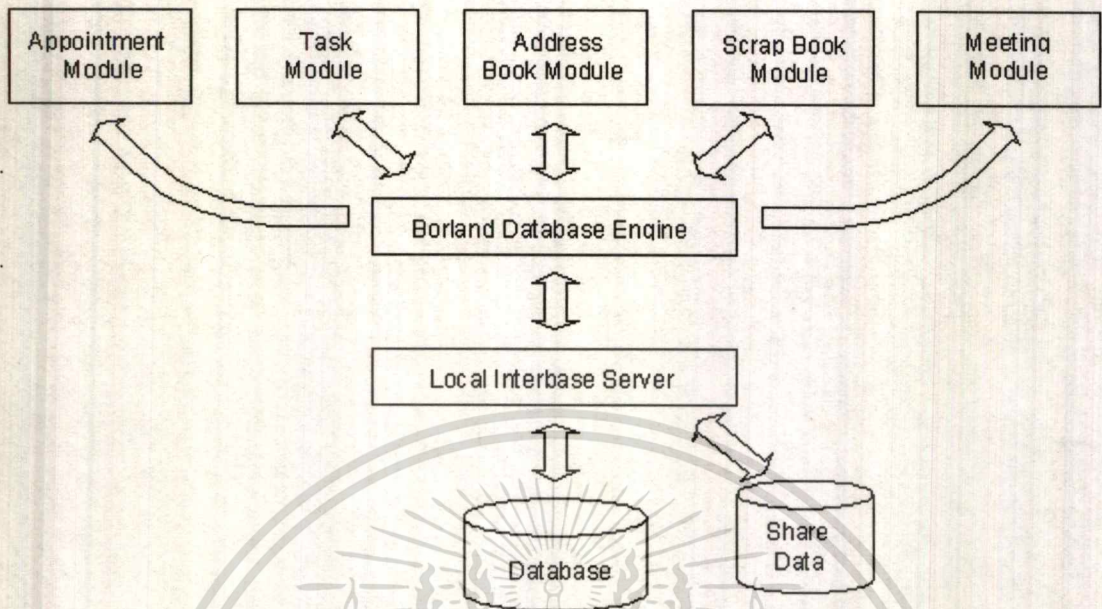 Appointment
Module
Task
Module
Address
Book Module
Scrap Book
Module
Meeting
Module
Borland Database Engine
Local Interbase Server
Database
Share
Data